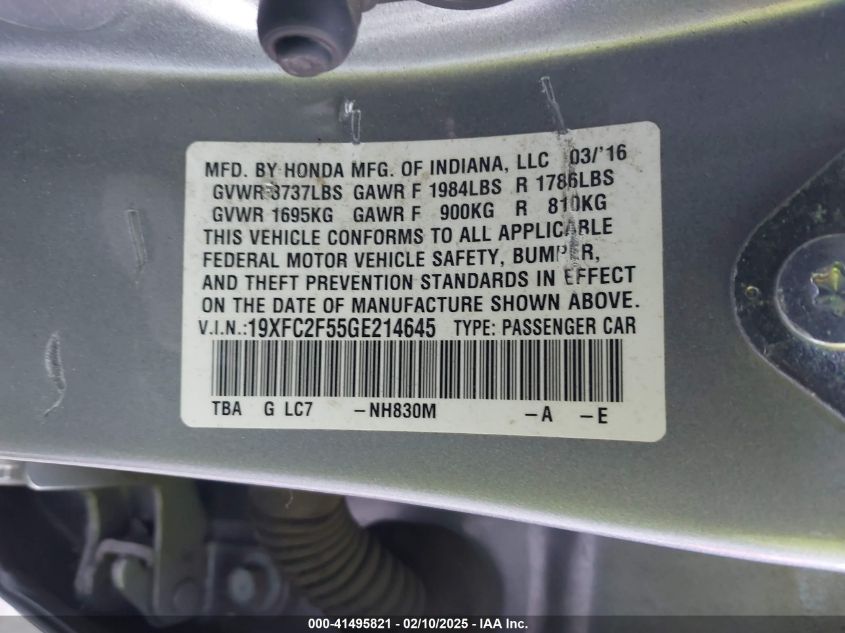 MFD. BY HONDA MFG. OF INDIANA, LLC 03/'16
GVWR 3737LBS GAWR F 1984LBS R 1786LBS
GVWR 1695KG GAWR F 900KG R 810KG
THIS VEHICLE CONFORMS TO ALL APPLICABLE
FEDERAL MOTOR VEHICLE SAFETY, BUMPER,
AND THEFT PREVENTION STANDARDS IN EFFECT
ON THE DATE OF MANUFACTURE SHOWN ABOVE.
V.I.N.:19XFC2F55GE214645 TYPE: PASSENGER CAR
TBA G LC7 -NH830M -A -E
000-41495821 - 02/10/2025 - IAA Inc.